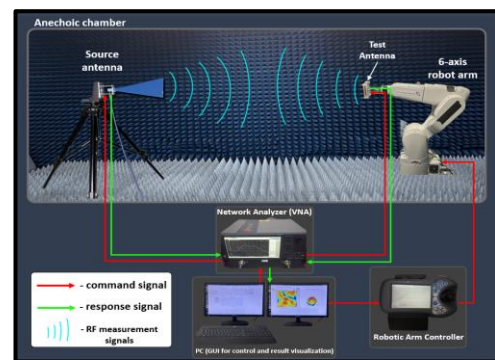 Anechoic chamber
Source
antenna
Test
Antenna
6-axis
robot arm
Network Analyzer (VNA)
- command signal
- response signal
- RF measurement
signals
PC (GUI for control and result visualization)
Robotic Arm Controller